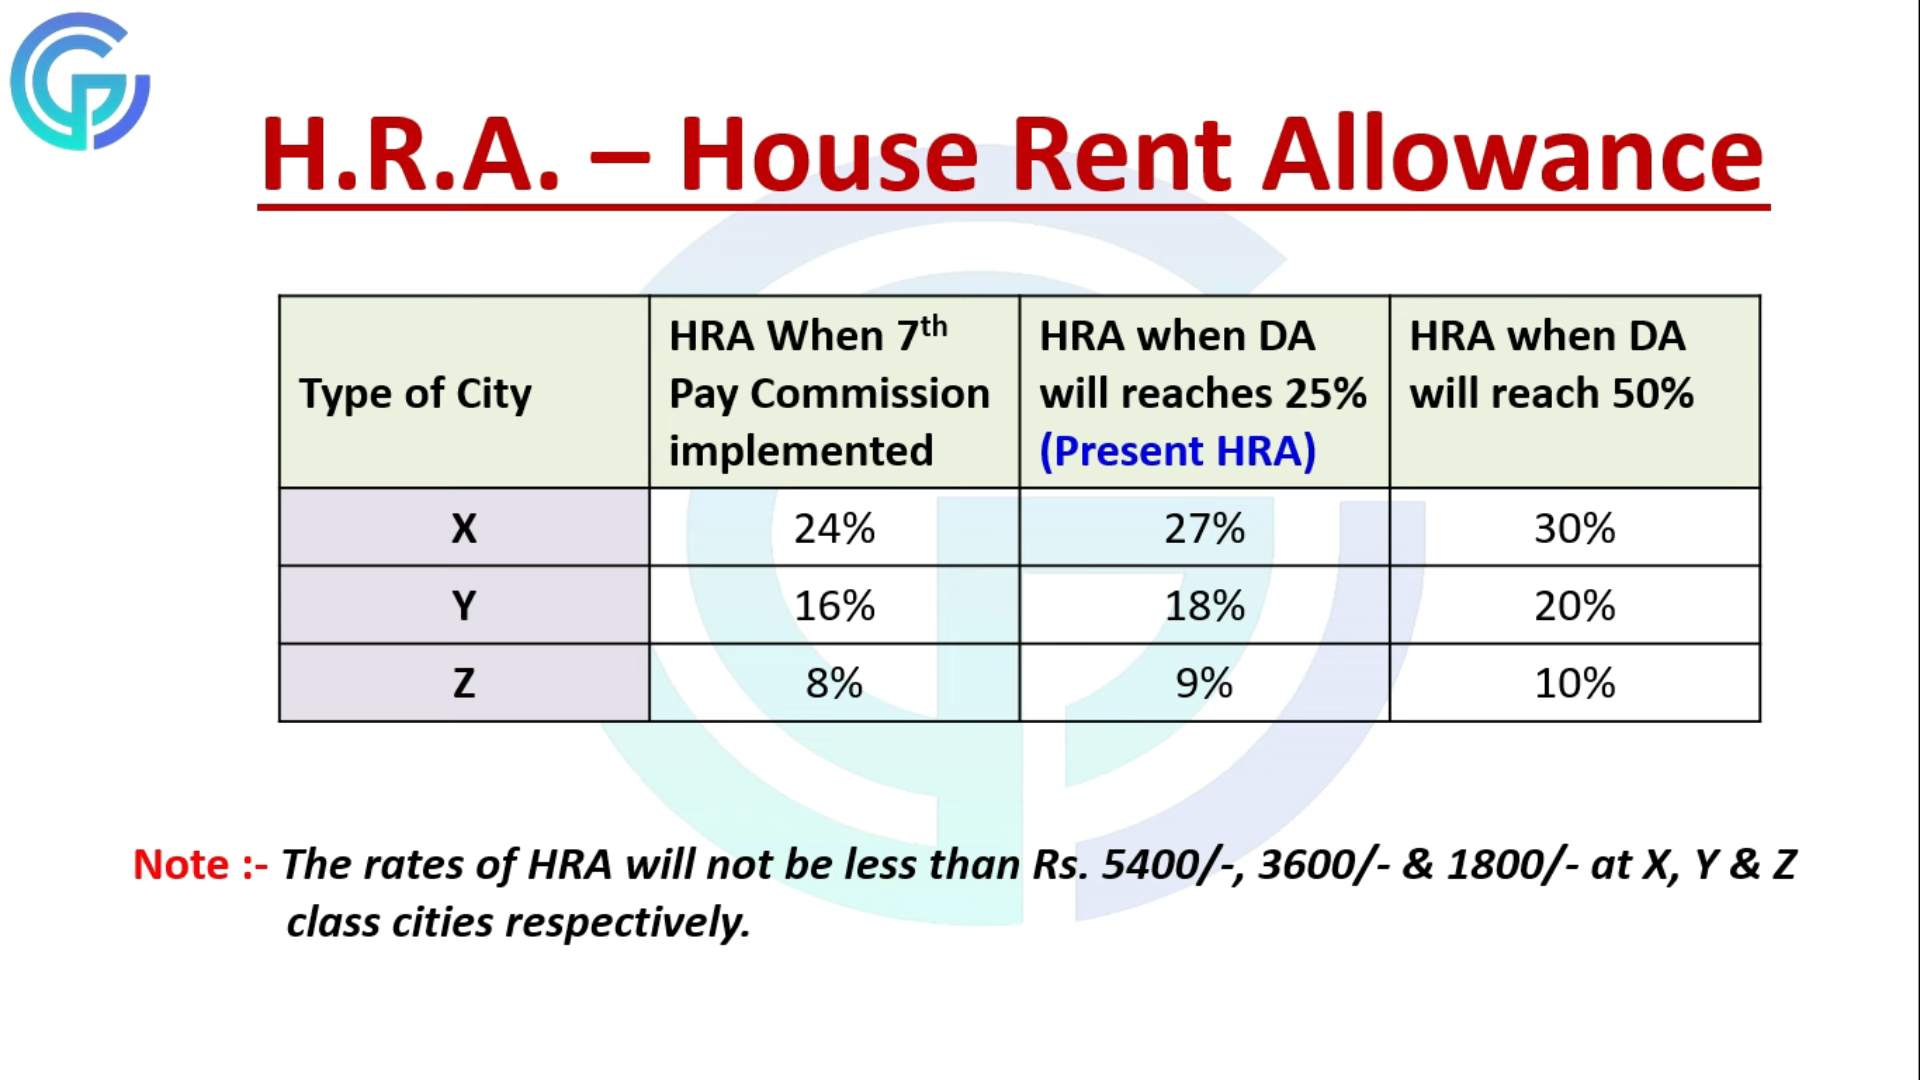 H.R.A. – House Rent Allowance
Type of City
HRA When 7th
Pay Commission
implemented
HRA when DA
will reaches 25%
(Present HRA)
HRA when DA
will reach 50%
X 24% 27% 30%
Y 16% 18% 20%
Z 8% 9% 10%
Note :- The rates of HRA will not be less than Rs. 5400/-, 3600/- & 1800/- at X, Y & Z
class cities respectively.